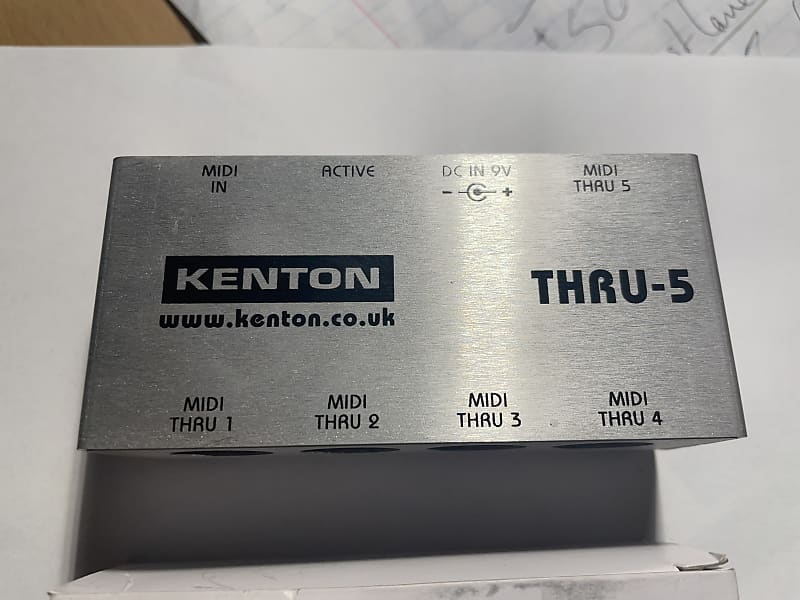 MIDI
IN
ACTIVE
DC IN 9V
- +
MIDI
THRU 5
KENTON
www.kenton.co.uk
THRU-5
MIDI
THRU 1
MIDI
THRU 2
MIDI
THRU 3
MIDI
THRU 4